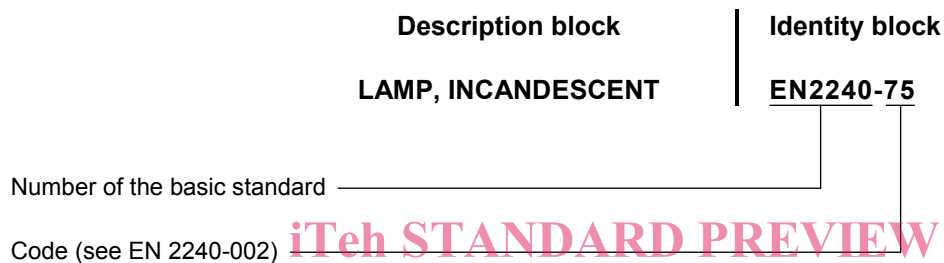 Description block Identity block
LAMP, INCANDESCENT EN2240-75
Number of the basic standard
Code (see EN 2240-002)
iTeh STANDARD PREVIEW